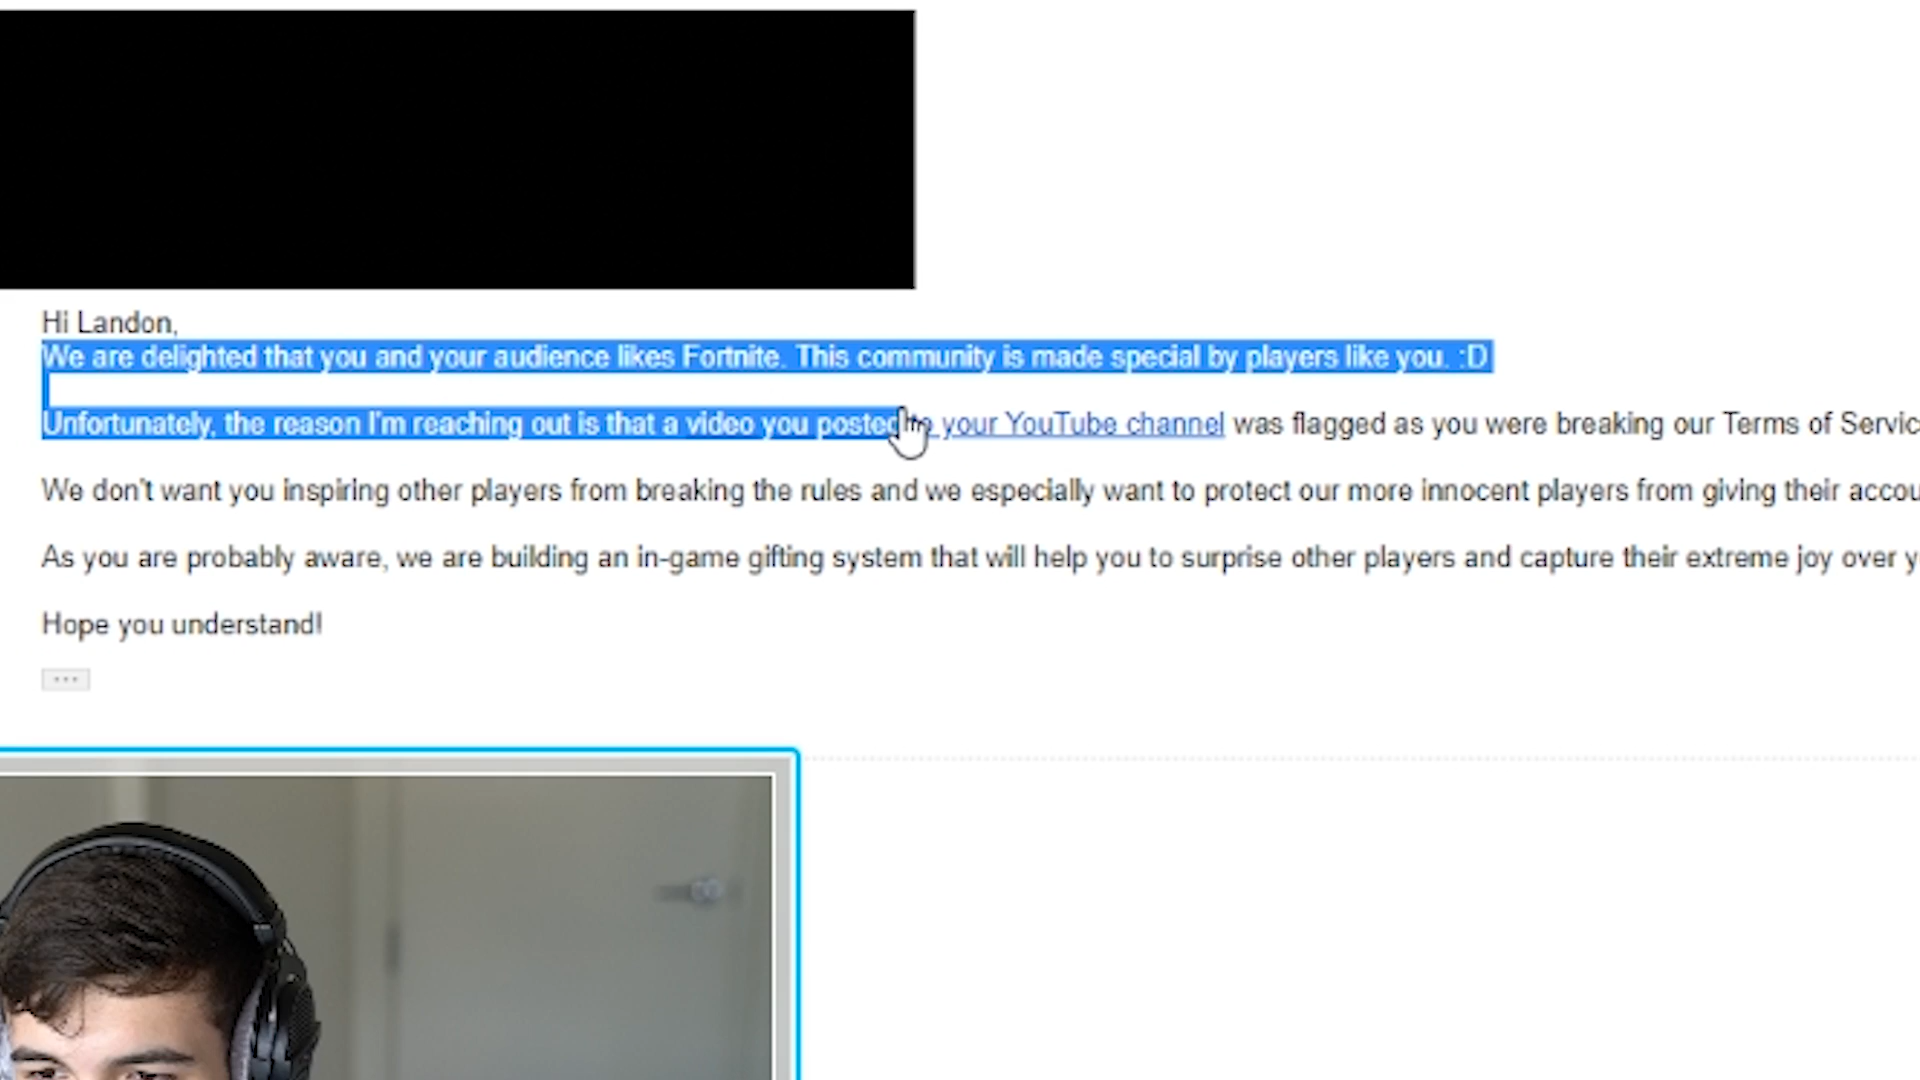 Hi Landon,
We are delighted that you and your audience likes Fortnite. This community is made special by players like you. :D
Unfortunately, the reason I'm reaching out is that a video you posted to your YouTube channel was flagged as you were breaking our Terms of Servic
We don't want you inspiring other players from breaking the rules and we especially want to protect our more innocent players from giving their accou
As you are probably aware, we are building an in-game gifting system that will help you to surprise other players and capture their extreme joy over y
Hope you understand!